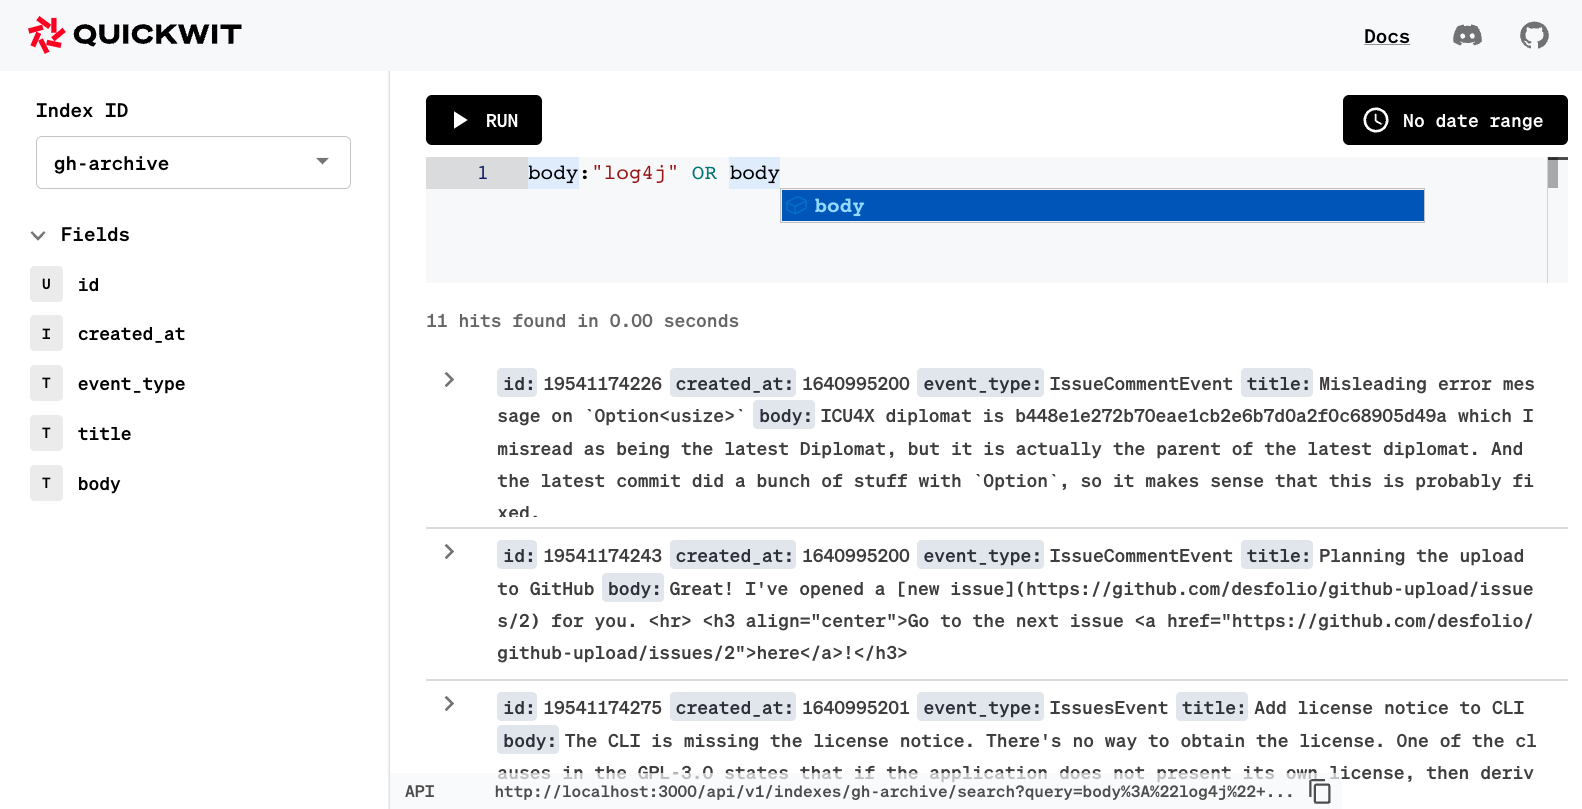 QUICKWIT
Docs
Index ID
gh-archive
Fields
U id
I created_at
T event_type
T title
T body
RUN
No date range
1 body:"log4j" OR body
body
11 hits found in 0.00 seconds
id: 19541174226 created_at: 1640995200 event_type: IssueCommentEvent title: Misleading error mes
sage on `Option<usize>` body: ICU4X diplomat is b448e1e272b70eae1cb2e6b7d0a2f0c68905d49a which I
misread as being the latest Diplomat, but it is actually the parent of the latest diplomat. And
the latest commit did a bunch of stuff with `Option`, so it makes sense that this is probably fi
xed.
id: 19541174243 created_at: 1640995200 event_type: IssueCommentEvent title: Planning the upload
to GitHub body: Great! I've opened a [new issue](https://github.com/desfolio/github-upload/issue
s/2) for you. <hr> <h3 align="center">Go to the next issue <a href="https://github.com/desfolio/
github-upload/issues/2">here</a>!</h3>
id: 19541174275 created_at: 1640995201 event_type: IssuesEvent title: Add license notice to CLI
body: The CLI is missing the license notice. There's no way to obtain the license. One of the cl
auses in the GPL-3.0 states that if the application does not present its own license, then deriv
API http://localhost:3000/api/v1/indexes/gh-archive/search?query=body%3A%22log4j%22+...